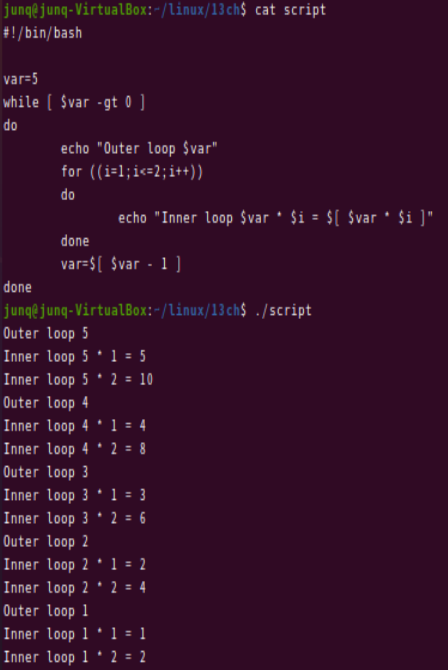 junq@junq-VirtualBox:~/linux/13ch$ cat script
#!/bin/bash

var=5
while [ $var -gt 0 ]
do
        echo "Outer loop $var"
        for ((i=1;i<=2;i++))
        do
                echo "Inner loop $var * $i = $[ $var * $i ]"
        done
        var=$[ $var - 1 ]
done
junq@junq-VirtualBox:~/linux/13ch$ ./script
Outer loop 5
Inner loop 5 * 1 = 5
Inner loop 5 * 2 = 10
Outer loop 4
Inner loop 4 * 1 = 4
Inner loop 4 * 2 = 8
Outer loop 3
Inner loop 3 * 1 = 3
Inner loop 3 * 2 = 6
Outer loop 2
Inner loop 2 * 1 = 2
Inner loop 2 * 2 = 4
Outer loop 1
Inner loop 1 * 1 = 1
Inner loop 1 * 2 = 2